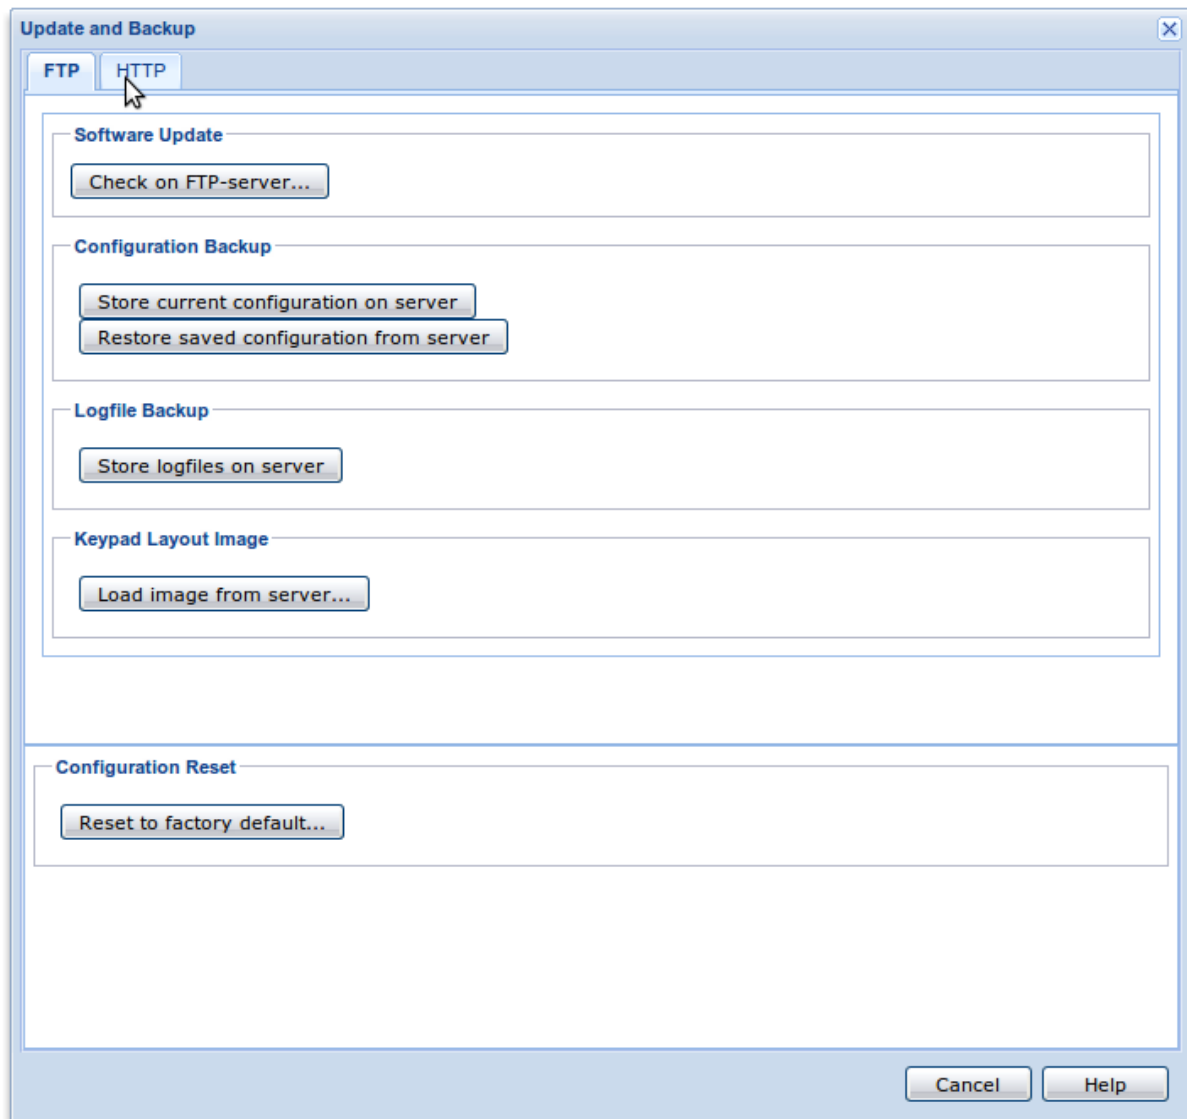 Update and Backup
FTP HTTP
Software Update
Check on FTP-server...
Configuration Backup
Store current configuration on server
Restore saved configuration from server
Logfile Backup
Store logfiles on server
Keypad Layout Image
Load image from server...
Configuration Reset
Reset to factory default...
Cancel Help